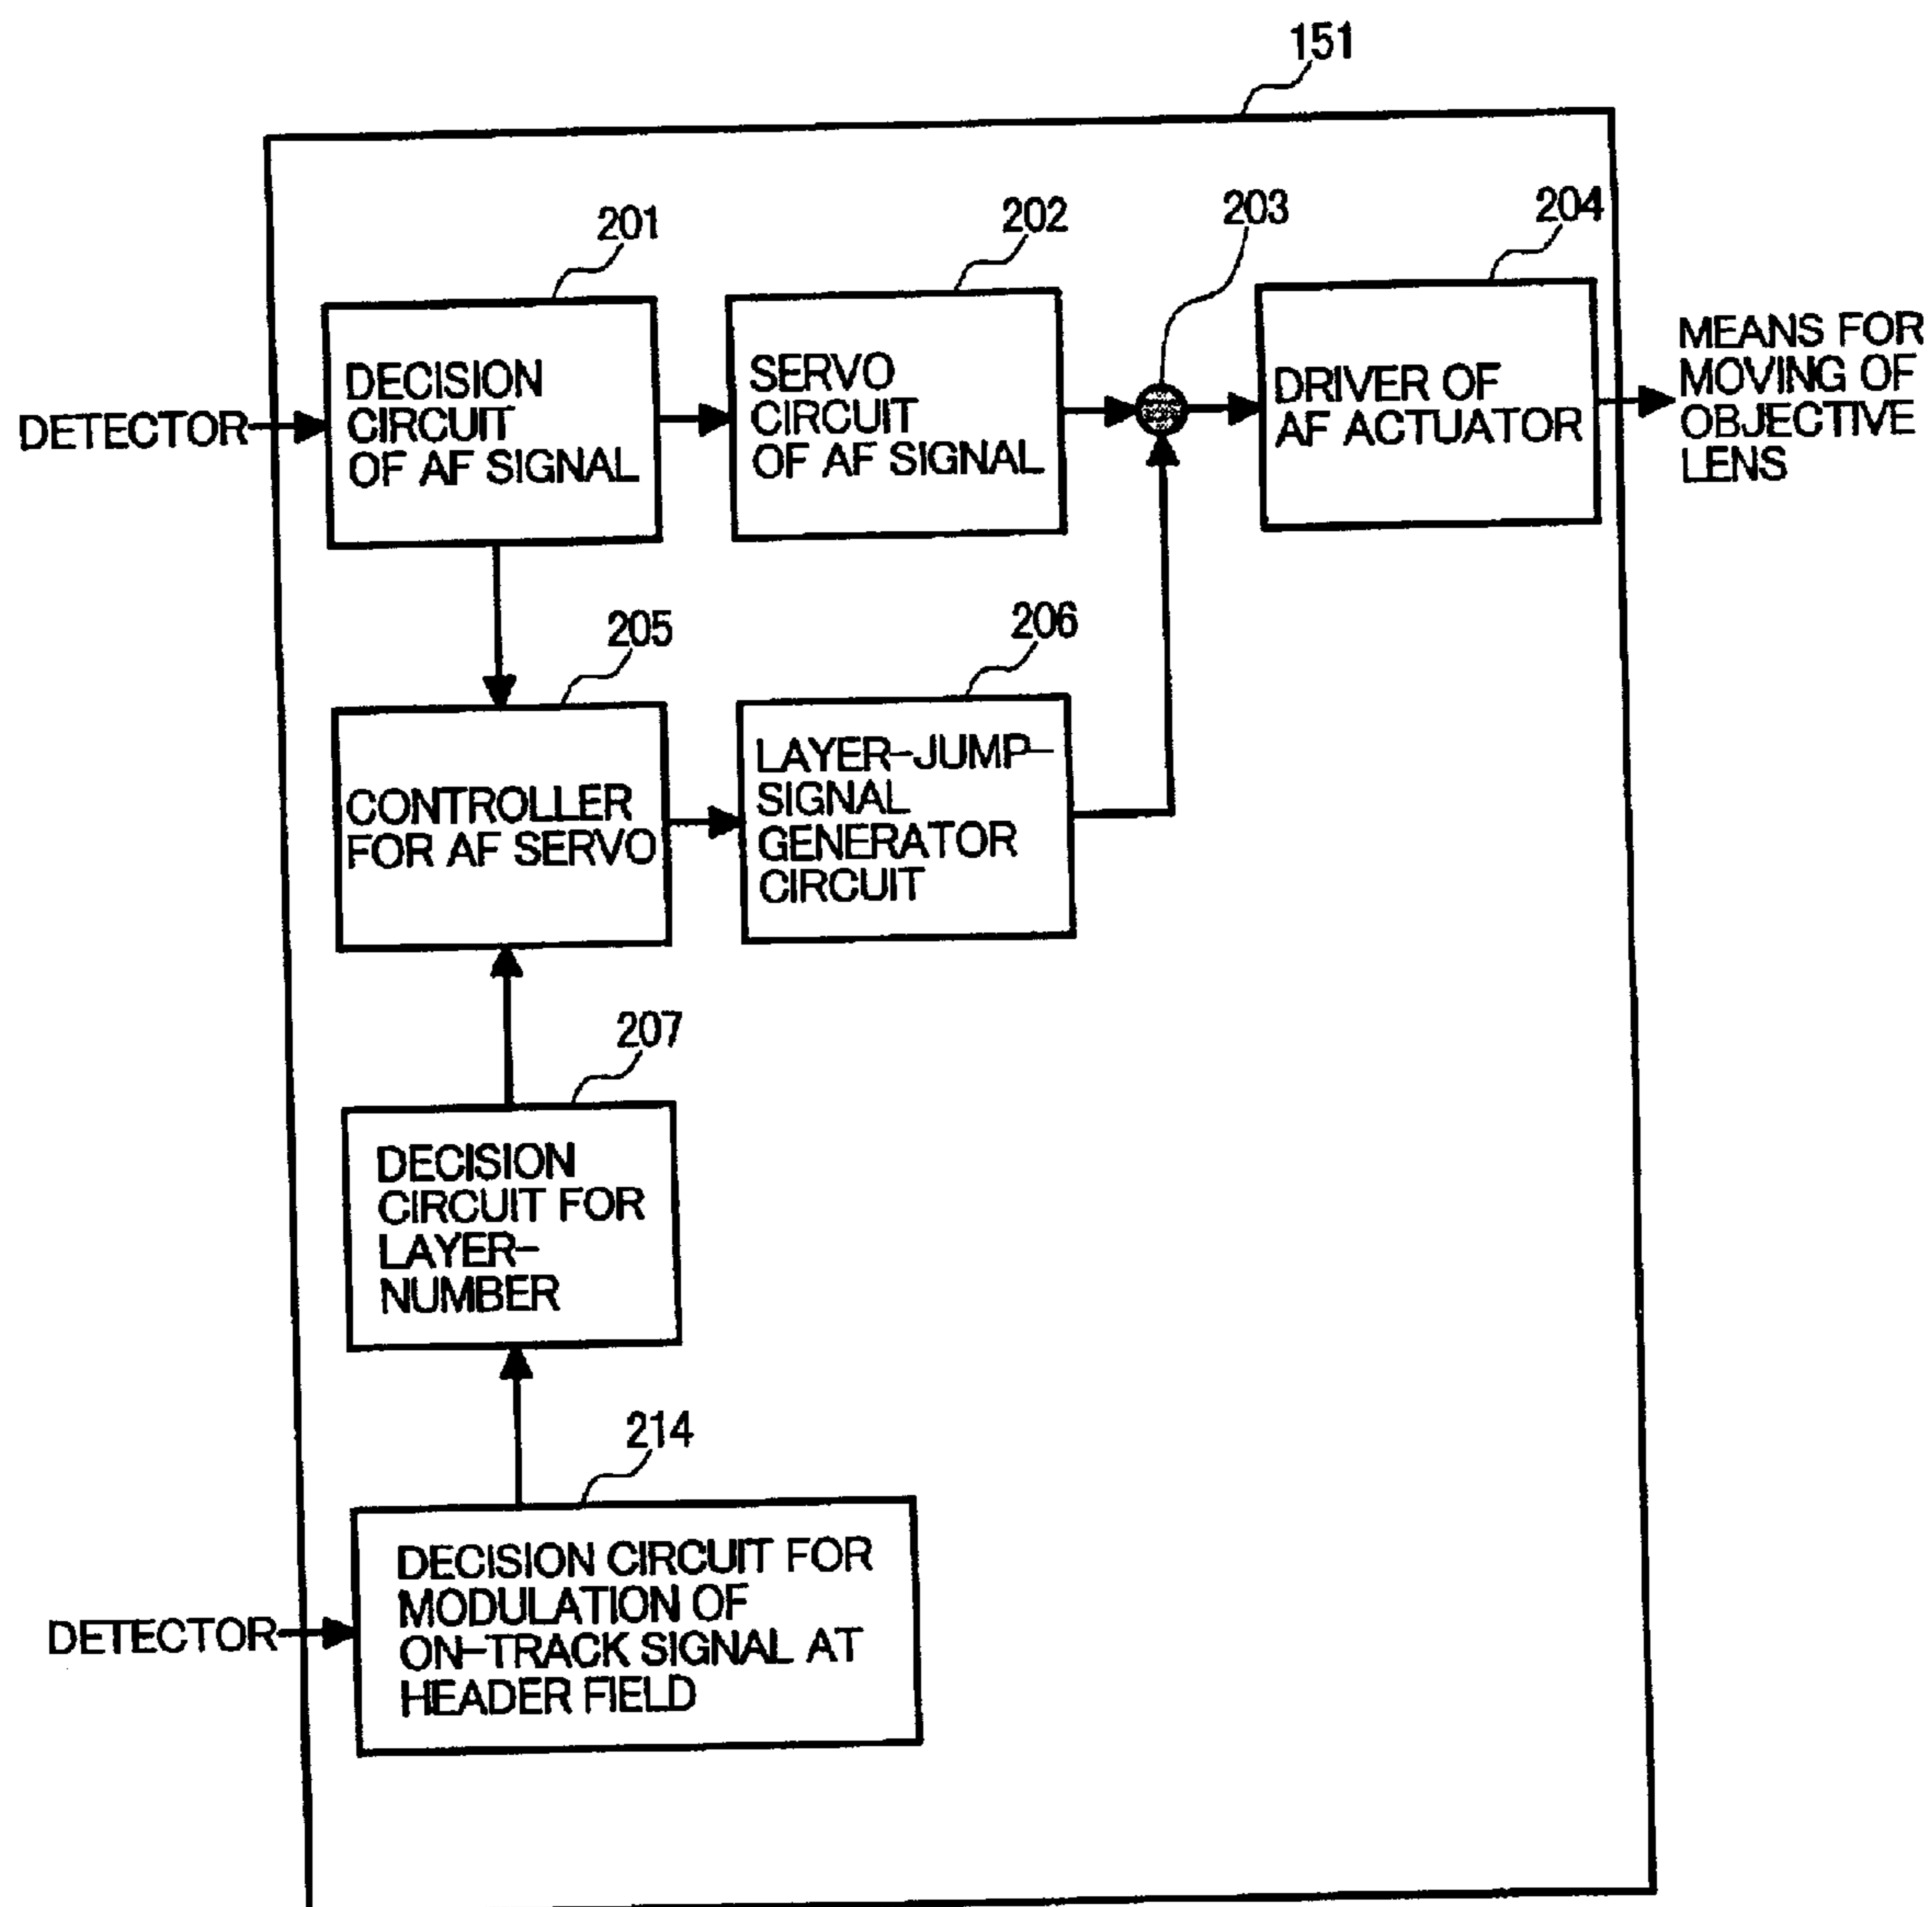 151
201
202
203
204
DETECTOR
DECISION
CIRCUIT
OF AF SIGNAL
SERVO
CIRCUIT
OF AF SIGNAL
DRIVER OF
AF ACTUATOR
MEANS FOR
MOVING OF
OBJECTIVE
LENS
205
206
CONTROLLER
FOR AF SERVO
LAYER-JUMP-
SIGNAL
GENERATOR
CIRCUIT
207
DECISION
CIRCUIT FOR
LAYER-
NUMBER
214
DETECTOR
DECISION CIRCUIT FOR
MODULATION OF
ON-TRACK SIGNAL AT
HEADER FIELD